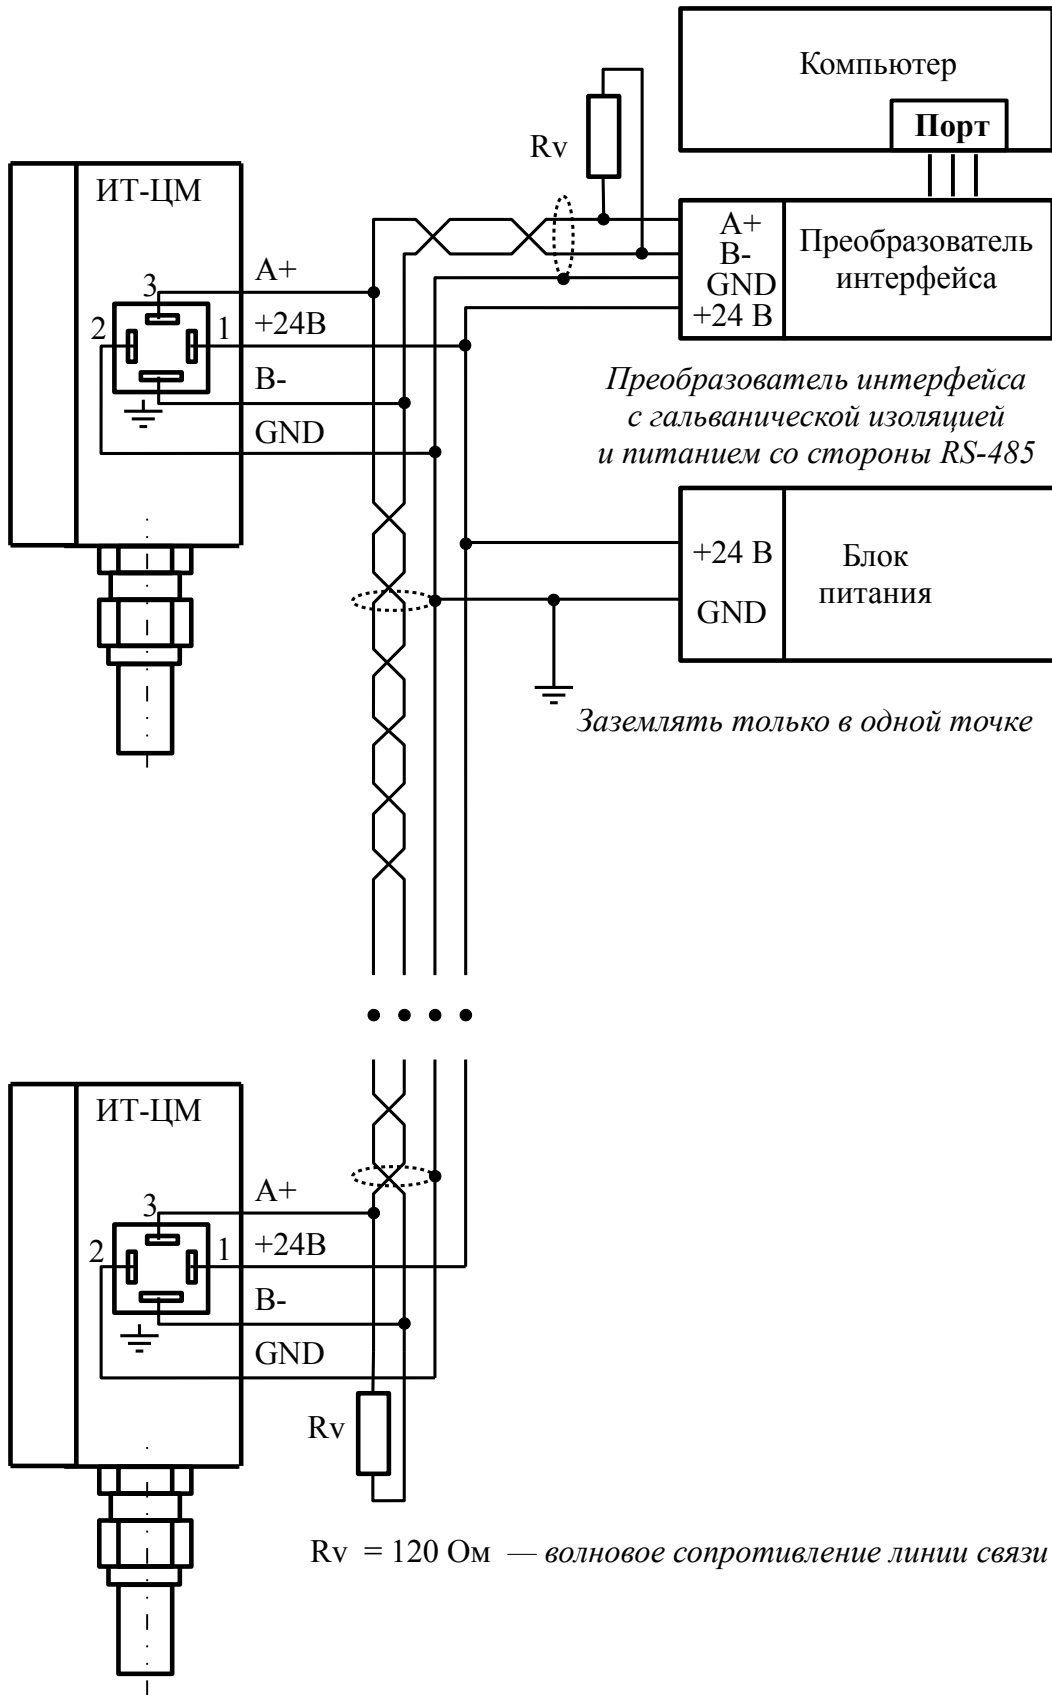 Компьютер
Порт
Rv
ИТ-ЦМ
A+
B-
GND
+24 В
Преобразователь
интерфейса
3
A+
2
1
+24В
B-
GND
Преобразователь интерфейса
с гальванической изоляцией
и питанием со стороны RS-485
+24 В
GND
Блок
питания
Заземлять только в одной точке
ИТ-ЦМ
3
A+
2
1
+24В
B-
GND
Rv
Rv = 120 Ом — волновое сопротивление линии связи